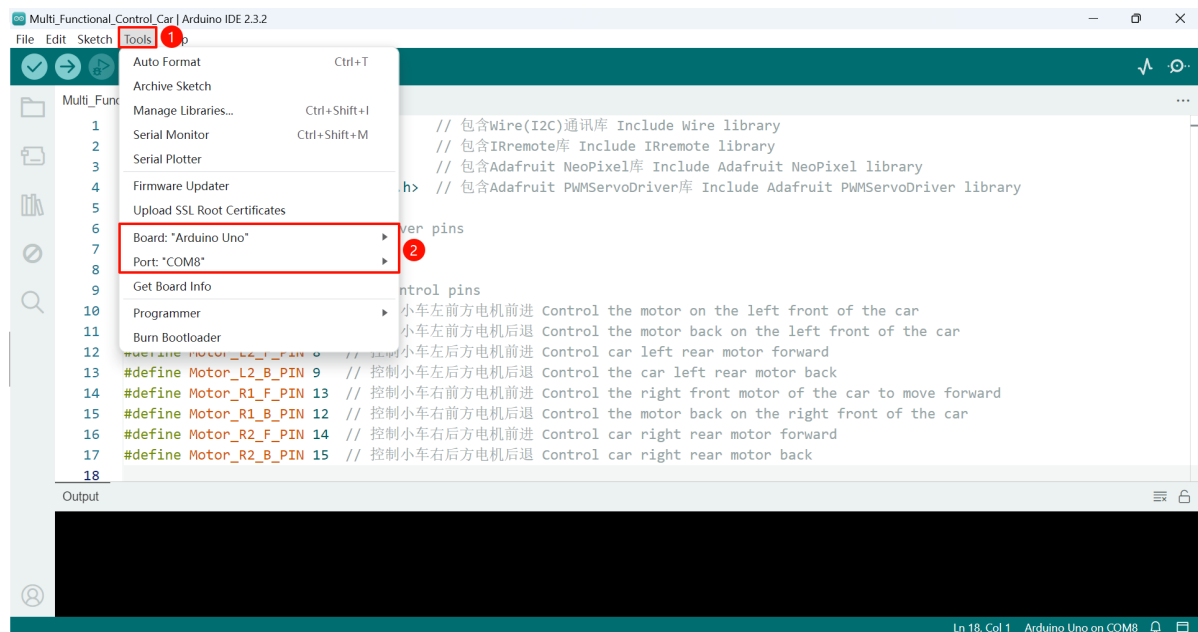 Multi_Functional_Control_Car | Arduino IDE 2.3.2
File Edit Sketch Tools 1 p
Auto Format Ctrl+T
Archive Sketch
Manage Libraries... Ctrl+Shift+I
Serial Monitor Ctrl+Shift+M
Serial Plotter
Firmware Updater
Upload SSL Root Certificates
Board: "Arduino Uno"
Port: "COM8"
2
Get Board Info
Programmer
Burn Bootloader
Multi_Func
1 // 包含Wire(I2C)通讯库 Include Wire library
2 // 包含IRremote库 Include IRremote library
3 // 包含Adafruit NeoPixel库 Include Adafruit NeoPixel library
4 .h> // 包含Adafruit PWMServoDriver库 Include Adafruit PWMServoDriver library
5
6 ver pins
7
8
9 ntrol pins
10 小车左前方电机前进 Control the motor on the left front of the car
11 小车左前方电机后退 Control the motor back on the left front of the car
12 #define Motor_L2_F_PIN 8 // 控制小车左后方电机前进 Control car left rear motor forward
13 #define Motor_L2_B_PIN 9 // 控制小车左后方电机后退 Control the car left rear motor back
14 #define Motor_R1_F_PIN 13 // 控制小车右前方电机前进 Control the right front motor of the car to move forward
15 #define Motor_R1_B_PIN 12 // 控制小车右前方电机后退 Control the motor back on the right front of the car
16 #define Motor_R2_F_PIN 14 // 控制小车右后方电机前进 Control car right rear motor forward
17 #define Motor_R2_B_PIN 15 // 控制小车右后方电机后退 Control car right rear motor back
18
Output
Ln 18, Col 1 Arduino Uno on COM8